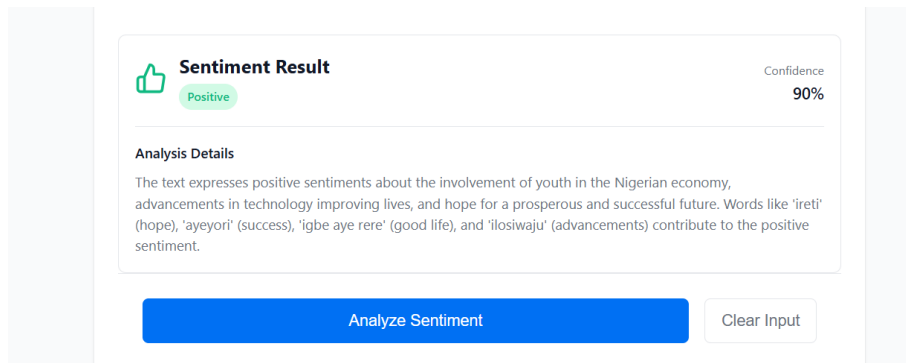 Sentiment Result
Positive
Confidence
90%
Analysis Details
The text expresses positive sentiments about the involvement of youth in the Nigerian economy,
advancements in technology improving lives, and hope for a prosperous and successful future. Words like 'ireti'
(hope), 'ayeyori' (success), 'igbe aye rere' (good life), and 'ilosiwaju' (advancements) contribute to the positive
sentiment.
Analyze Sentiment
Clear Input